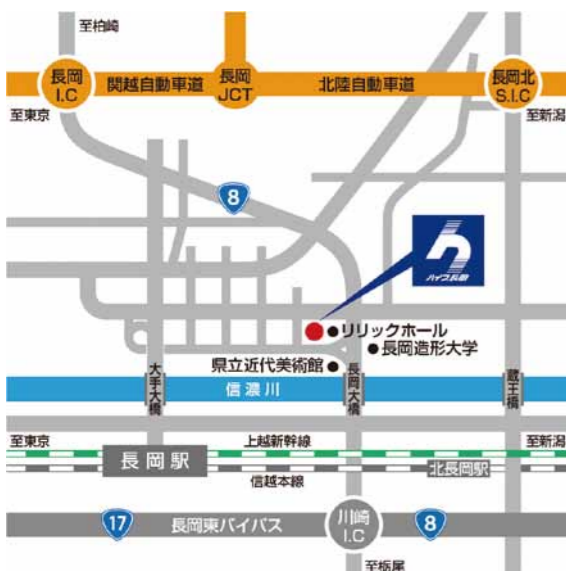 至柏崎
長岡
I.C
関越自動車道
長岡
JCT
北陸自動車道
長岡北
S.I.C
至東京
至新潟
8
ハイブ長岡
リリックホール
長岡造形大学
県立近代美術館
大手大橋
信濃川
長岡大橋
蔵王橋
至東京
上越新幹線
至新潟
長岡駅
北長岡駅
信越本線
17
長岡東バイパス
川崎
I.C
8
至栃尾